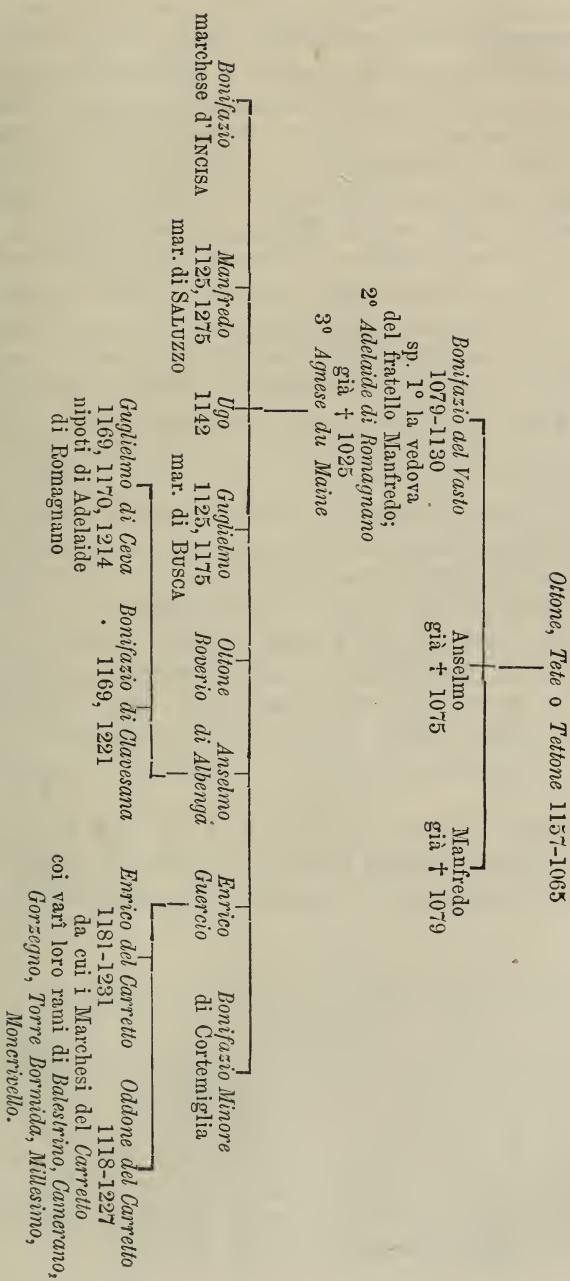 Ottone, Tete o Tettone 1157-1065
Bonifazio del Vasto
1079-1130
sp. 1º la vedova
del fratello Manfredo;
2º Adelaide di Romagnano
già † 1025
3º Agnese du Maine
Anselmo
già † 1075
Manfredo
già † 1079
Bonifazio
marchese d'INCISA
Manfredo
1125, 1275
mar. di SALUZZO
Ugo
1142
Guglielmo
1125, 1175
mar. di BUSCA
Ottone
Boverio
Anselmo
di Albenga
Enrico
Guercio
Bonifazio Minore
di Cortemiglia
Guglielmo di Ceva
1169, 1170, 1214
nipoti di Adelaide
di Romagnano
Bonifazio di Clavesana
1169, 1221
Enrico del Carretto
1181-1231
Oddone del Carretto
1118-1227
da cui i Marchesi del Carretto
coi varî loro rami di Balestrino, Camerano,
Gorzegno, Torre Bormida, Millesimo,
Moncrivello.